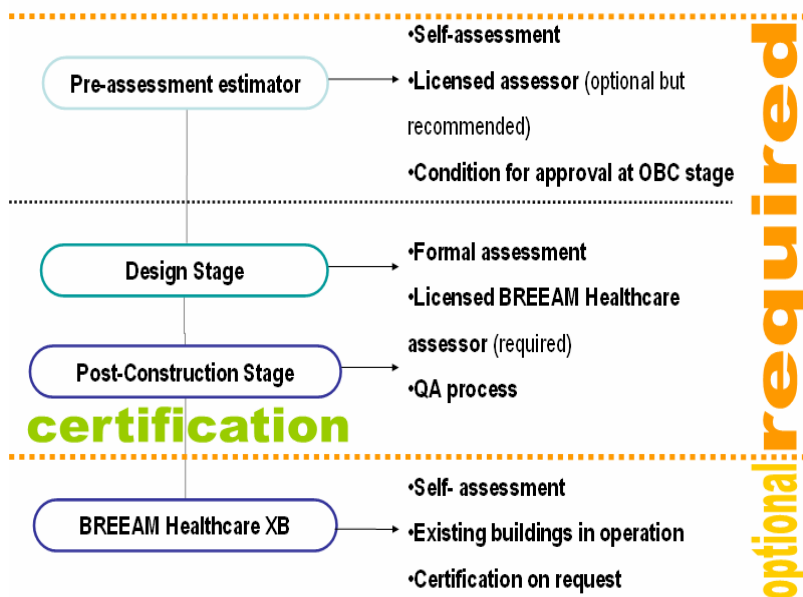 Pre-assessment estimator
•Self-assessment
•Licensed assessor (optional but
recommended)
•Condition for approval at OBC stage
required
Design Stage
•Formal assessment
•Licensed BREEAM Healthcare
assessor (required)
•QA process
Post-Construction Stage
certification
BREEAM Healthcare XB
•Self- assessment
•Existing buildings in operation
•Certification on request
optional